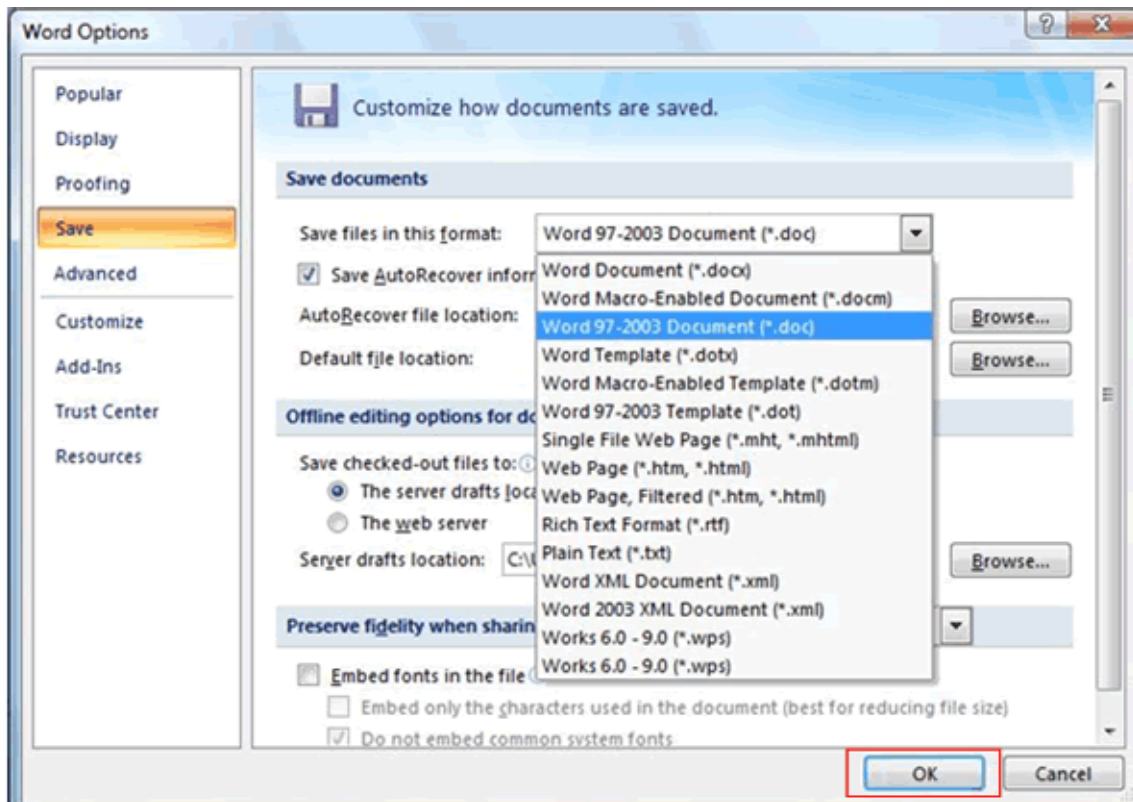 Word Options
Popular
Display
Proofing
Save
Advanced
Customize
Add-Ins
Trust Center
Resources
Customize how documents are saved.
Save documents
Save files in this format: Word 97-2003 Document (*.doc)
Save AutoRecover inforr
AutoRecover file location: Browse...
Default file location: Browse...
Word Document (*.docx)
Word Macro-Enabled Document (*.docm)
Word 97-2003 Document (*.doc)
Word Template (*.dotx)
Word Macro-Enabled Template (*.dotm)
Word 97-2003 Template (*.dot)
Single File Web Page (*.mht, *.mhtml)
Web Page (*.htm, *.html)
Web Page, Filtered (*.htm, *.html)
Rich Text Format (*.rtf)
Plain Text (*.txt)
Word XML Document (*.xml)
Word 2003 XML Document (*.xml)
Works 6.0 - 9.0 (*.wps)
Works 6.0 - 9.0 (*.wps)
Offline editing options for do
Save checked-out files to:
The server drafts loca
The web server
Server drafts location: C:\U Browse...
Preserve fidelity when sharin
Embed fonts in the file
Embed only the characters used in the document (best for reducing file size)
Do not embed common system fonts
OK Cancel